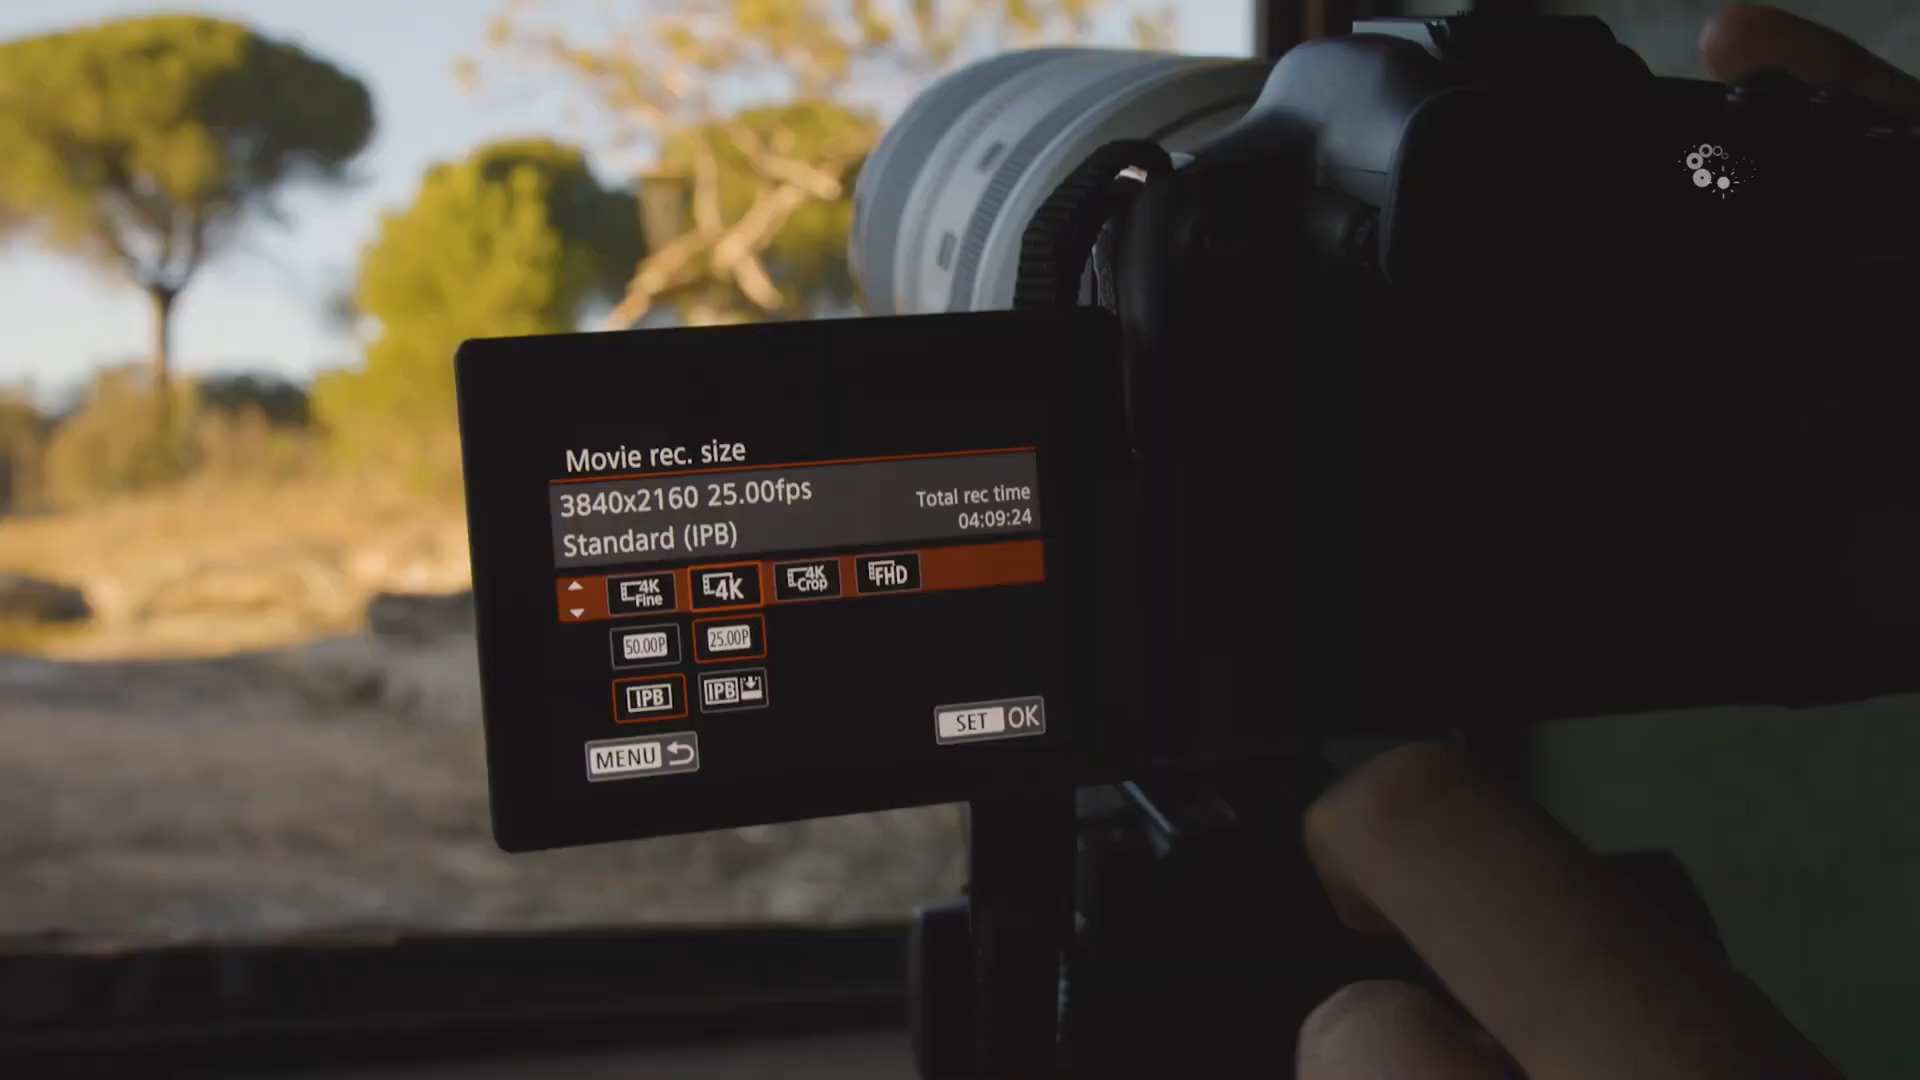 Movie rec. size
3840x2160 25.00fps
Standard (IPB)
Total rec time
04:09:24
4K Fine 4K 4K Crop FHD
50.00P 25.00P
IPB IPB
MENU SET OK